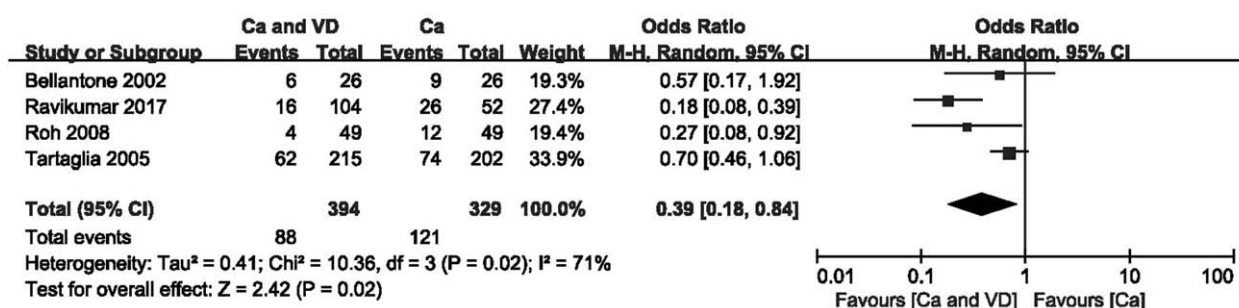 Ca and VD Ca Odds Ratio Odds Ratio
Study or Subgroup Events Total Events Total Weight M-H, Random, 95% CI M-H, Random, 95% CI
Bellantone 2002 6 26 9 26 19.3% 0.57 [0.17, 1.92]
Ravikumar 2017 16 104 26 52 27.4% 0.18 [0.08, 0.39]
Roh 2008 4 49 12 49 19.4% 0.27 [0.08, 0.92]
Tartaglia 2005 62 215 74 202 33.9% 0.70 [0.46, 1.06]
Total (95% CI) 394 329 100.0% 0.39 [0.18, 0.84]
Total events 88 121
Heterogeneity: Tau² = 0.41; Chi² = 10.36, df = 3 (P = 0.02); I² = 71%
Test for overall effect: Z = 2.42 (P = 0.02)
0.01 0.1 1 10 100
Favours [Ca and VD] Favours [Ca]